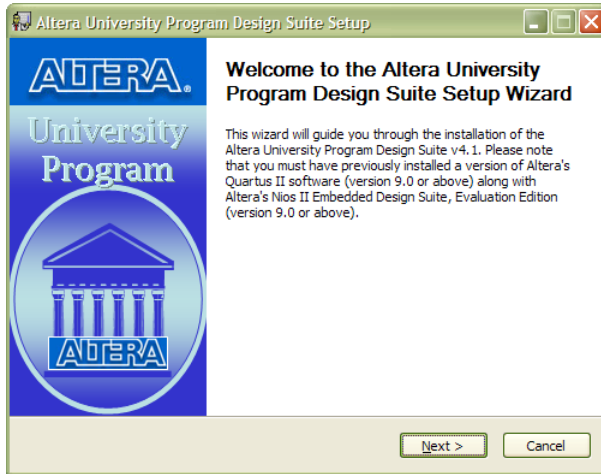 Altera University Program Design Suite Setup
ALTERA.
University
Program
ALTERA
Welcome to the Altera University
Program Design Suite Setup Wizard
This wizard will guide you through the installation of the
Altera University Program Design Suite v4.1. Please note
that you must have previously installed a version of Altera's
Quartus II software (version 9.0 or above) along with
Altera's Nios II Embedded Design Suite, Evaluation Edition
(version 9.0 or above).
Next >
Cancel